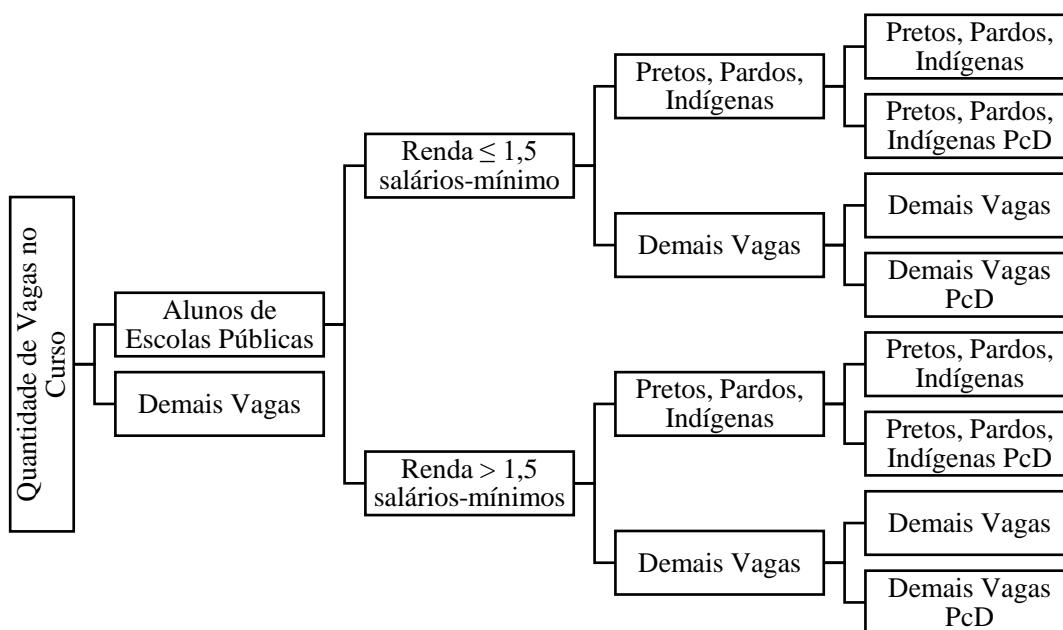 Quantidade de Vagas no
Curso
Alunos de
Escolas Públicas
Demais Vagas
Renda ≤ 1,5
salários-mínimo
Renda > 1,5
salários-mínimos
Pretos, Pardos,
Indígenas
Demais Vagas
Pretos, Pardos,
Indígenas
Demais Vagas
Pretos, Pardos,
Indígenas
Pretos, Pardos,
Indígenas PcD
Demais Vagas
Demais Vagas
PcD
Pretos, Pardos,
Indígenas
Pretos, Pardos,
Indígenas PcD
Demais Vagas
Demais Vagas
PcD